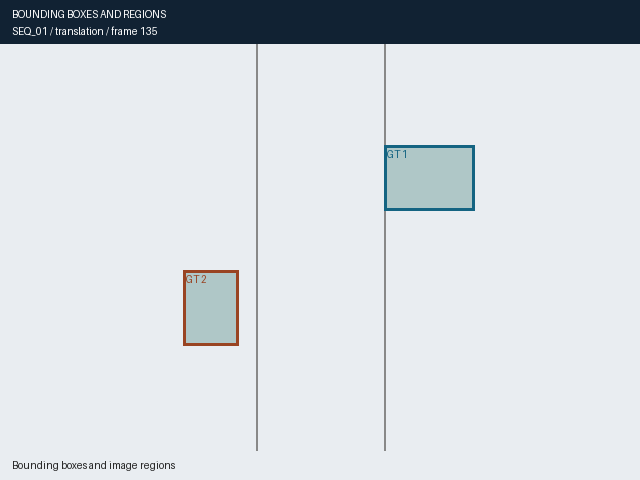 BOUNDING BOXES AND REGIONS
SEQ_01 / translation / frame 135
GT1
GT2
Bounding boxes and image regions